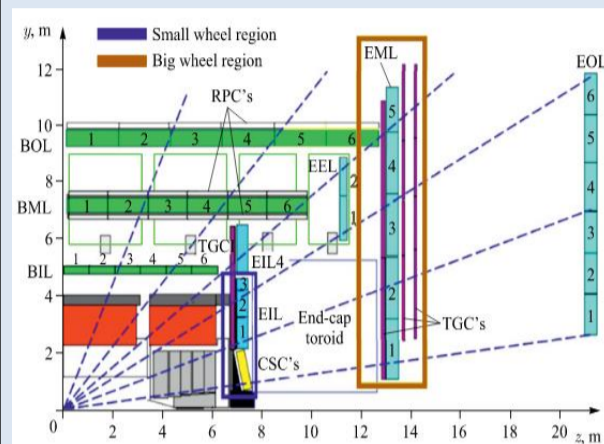 y, m
Small wheel region
Big wheel region
12
EML
EOL
RPC's
10
BOL
1 2 3 4 5 6
EEL
8
2
1
BML
1 2 3 4 5 6
6
TGC1
EIL4
BIL
1 2 3 4 5 6
4
3
2
1
EIL
End-cap
toroid
CSC's
TGC's
2
5
4
3
2
1
6
5
4
3
2
1
0
2 4 6 8 10 12 14 16 18 20 z, m